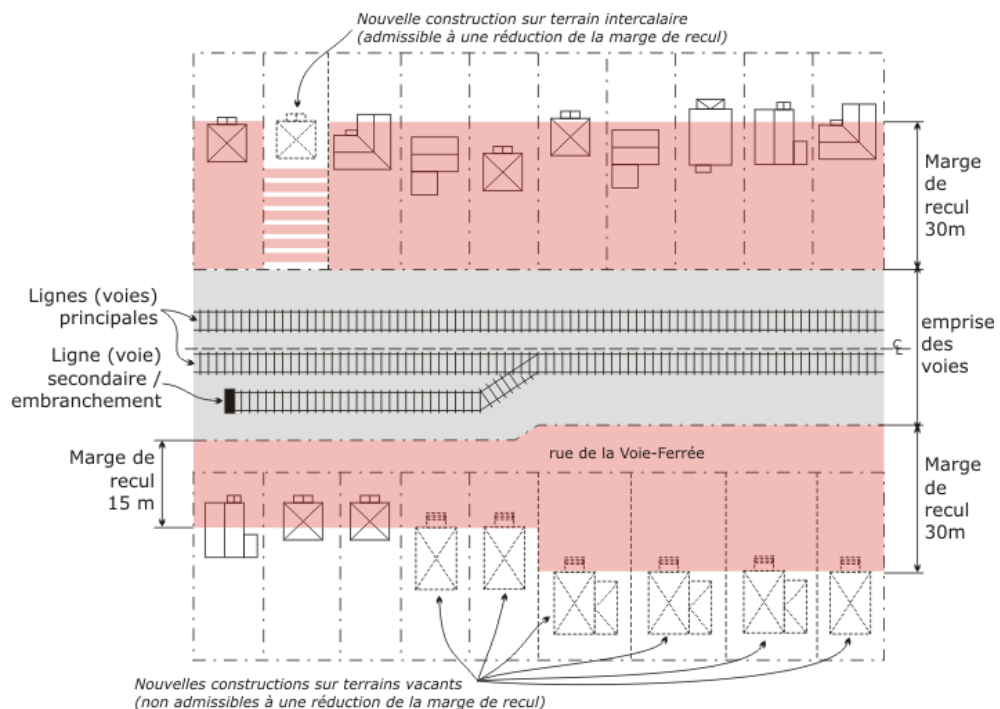 Nouvelle construction sur terrain intercalaire
(admissible à une réduction de la marge de recul)
Marge
de
recul
30m
Lignes (voies)
principales
Ligne (voie)
secondaire /
embranchement
℄
emprise
des
voies
rue de la Voie-Ferrée
Marge de
recul
15 m
Marge
de
recul
30m
Nouvelles constructions sur terrains vacants
(non admissibles à une réduction de la marge de recul)